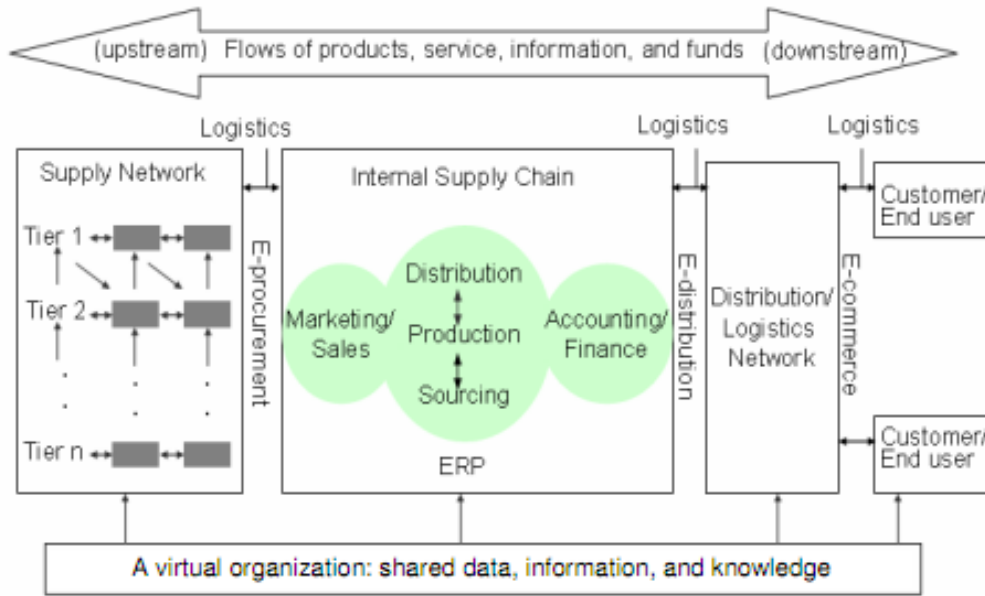 (upstream) Flows of products, service, information, and funds (downstream)
Logistics
Logistics
Logistics
Supply Network
Tier 1
Tier 2
.
.
.
.
.
.
Tier n
E-procurement
Internal Supply Chain
Marketing/
Sales
Distribution
Production
Sourcing
Accounting/
Finance
ERP
E-distribution
Distribution/
Logistics
Network
E-commerce
Customer/
End user
Customer/
End user
A virtual organization: shared data, information, and knowledge